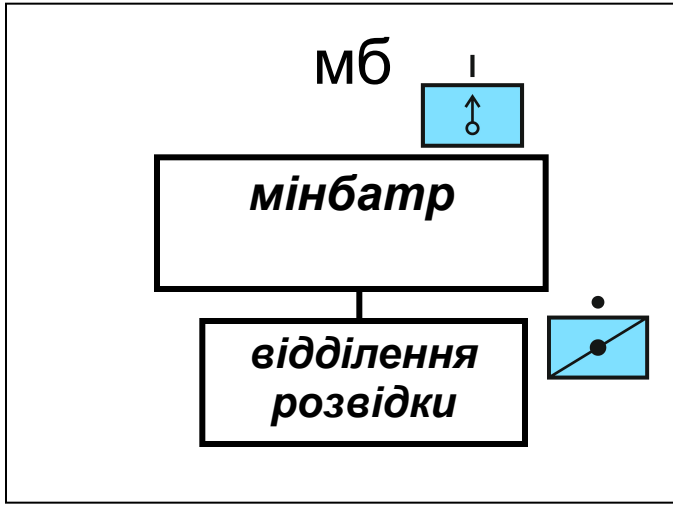 мб
мінбатр
відділення
розвідки